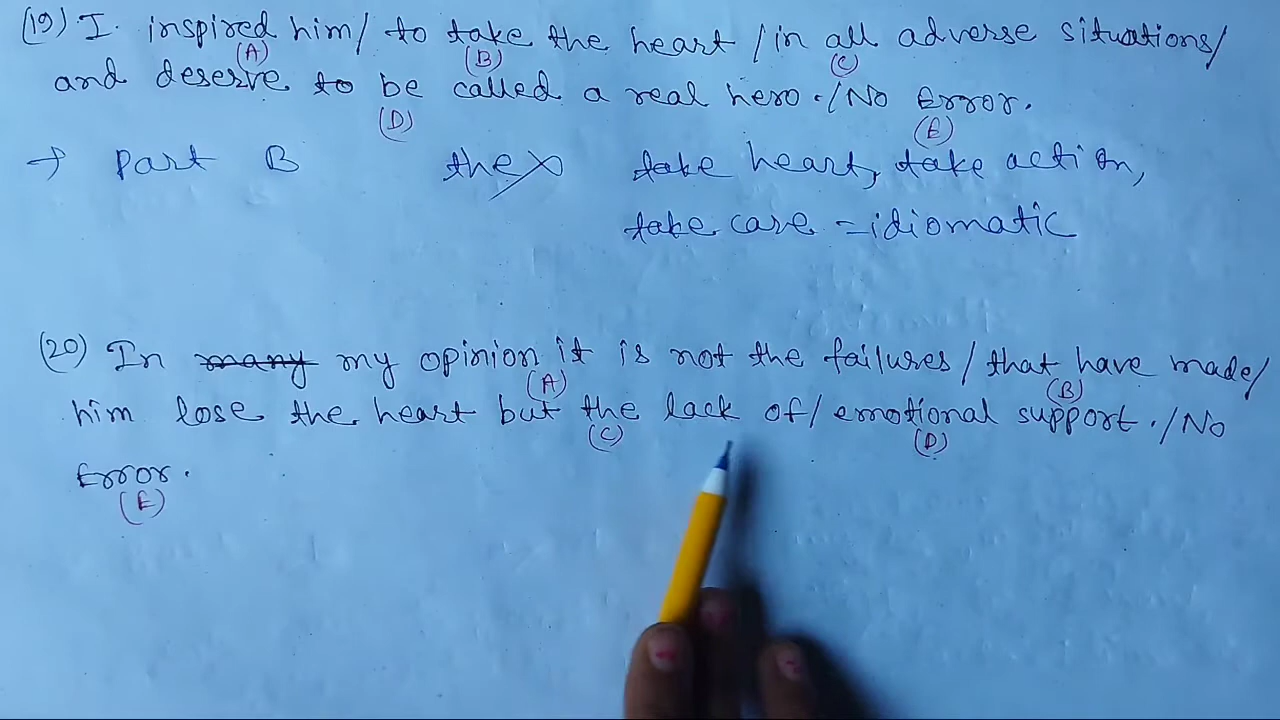 (19) I inspired him/ to take the heart / in all adverse situations/
(A) (B) (C)
and deserve to be called a real hero./No Error.
(D) (E)
→ Part B the× take heart, take action,
take care = idiomatic
(20) In many my opinion it is not the failures/that have made/
(A) (B)
him lose the heart but the lack of/ emotional support./No
(C) (D)
Error.
(E)